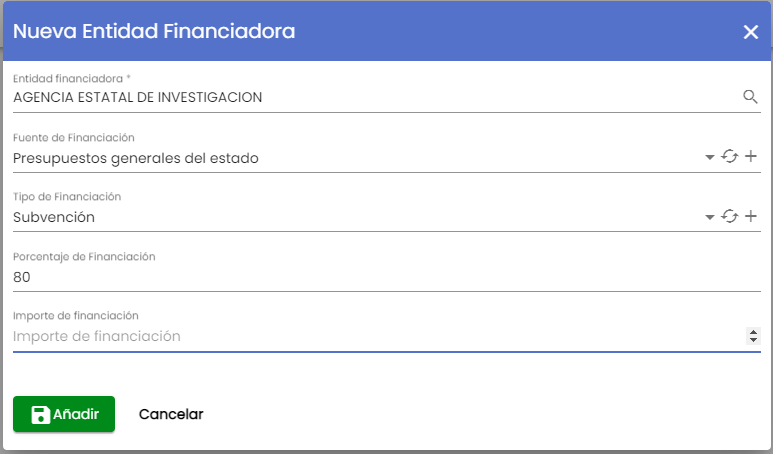 Nueva Entidad Financiadora
Entidad financiadora *
AGENCIA ESTATAL DE INVESTIGACION
Fuente de Financiación
Presupuestos generales del estado
Tipo de Financiación
Subvención
Porcentaje de Financiación
80
Importe de financiación
Importe de financiación
Añadir
Cancelar